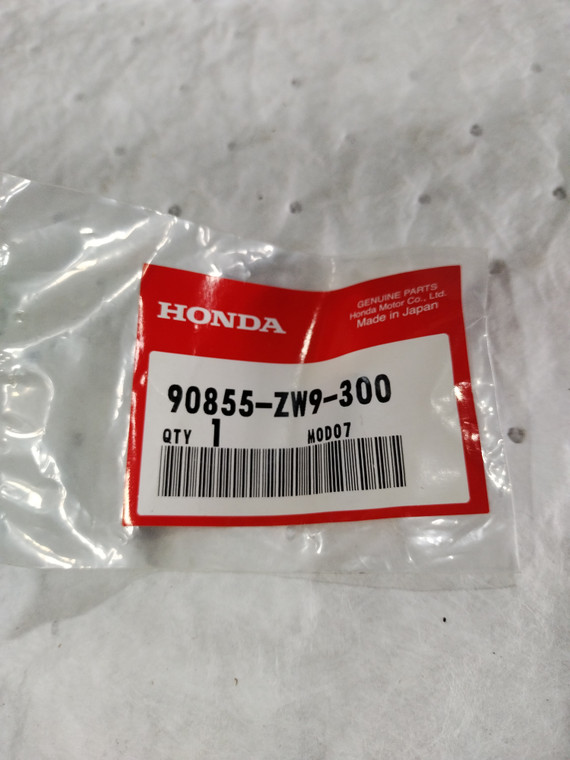 HONDA
GENUINE PARTS
Honda Motor Co., Ltd.
Made in Japan
90855-ZW9-300
QTY 1 MOD07